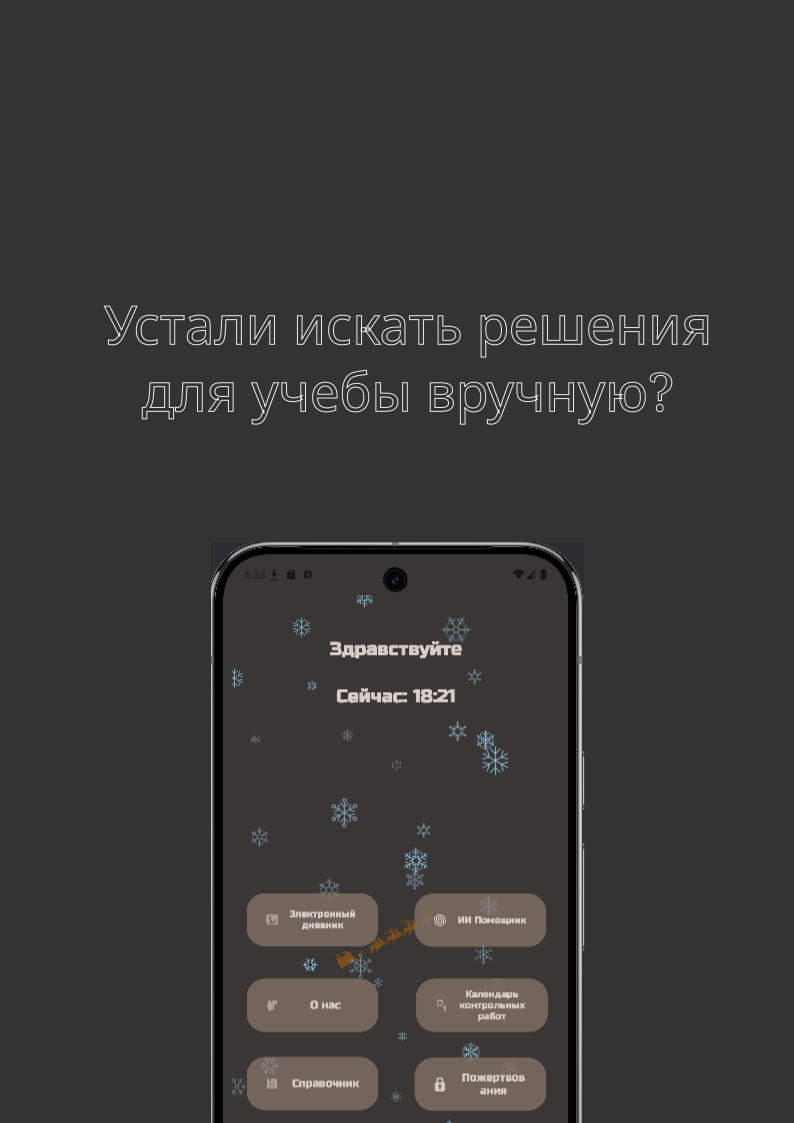 Устали искать решения
для учебы вручную?
6:33
Здравствуйте
Сейчас: 18:21
Электронный
дневник
ИИ Помощник
О нас
Календарь
контрольных
работ
Справочник
Пожертвов
ания